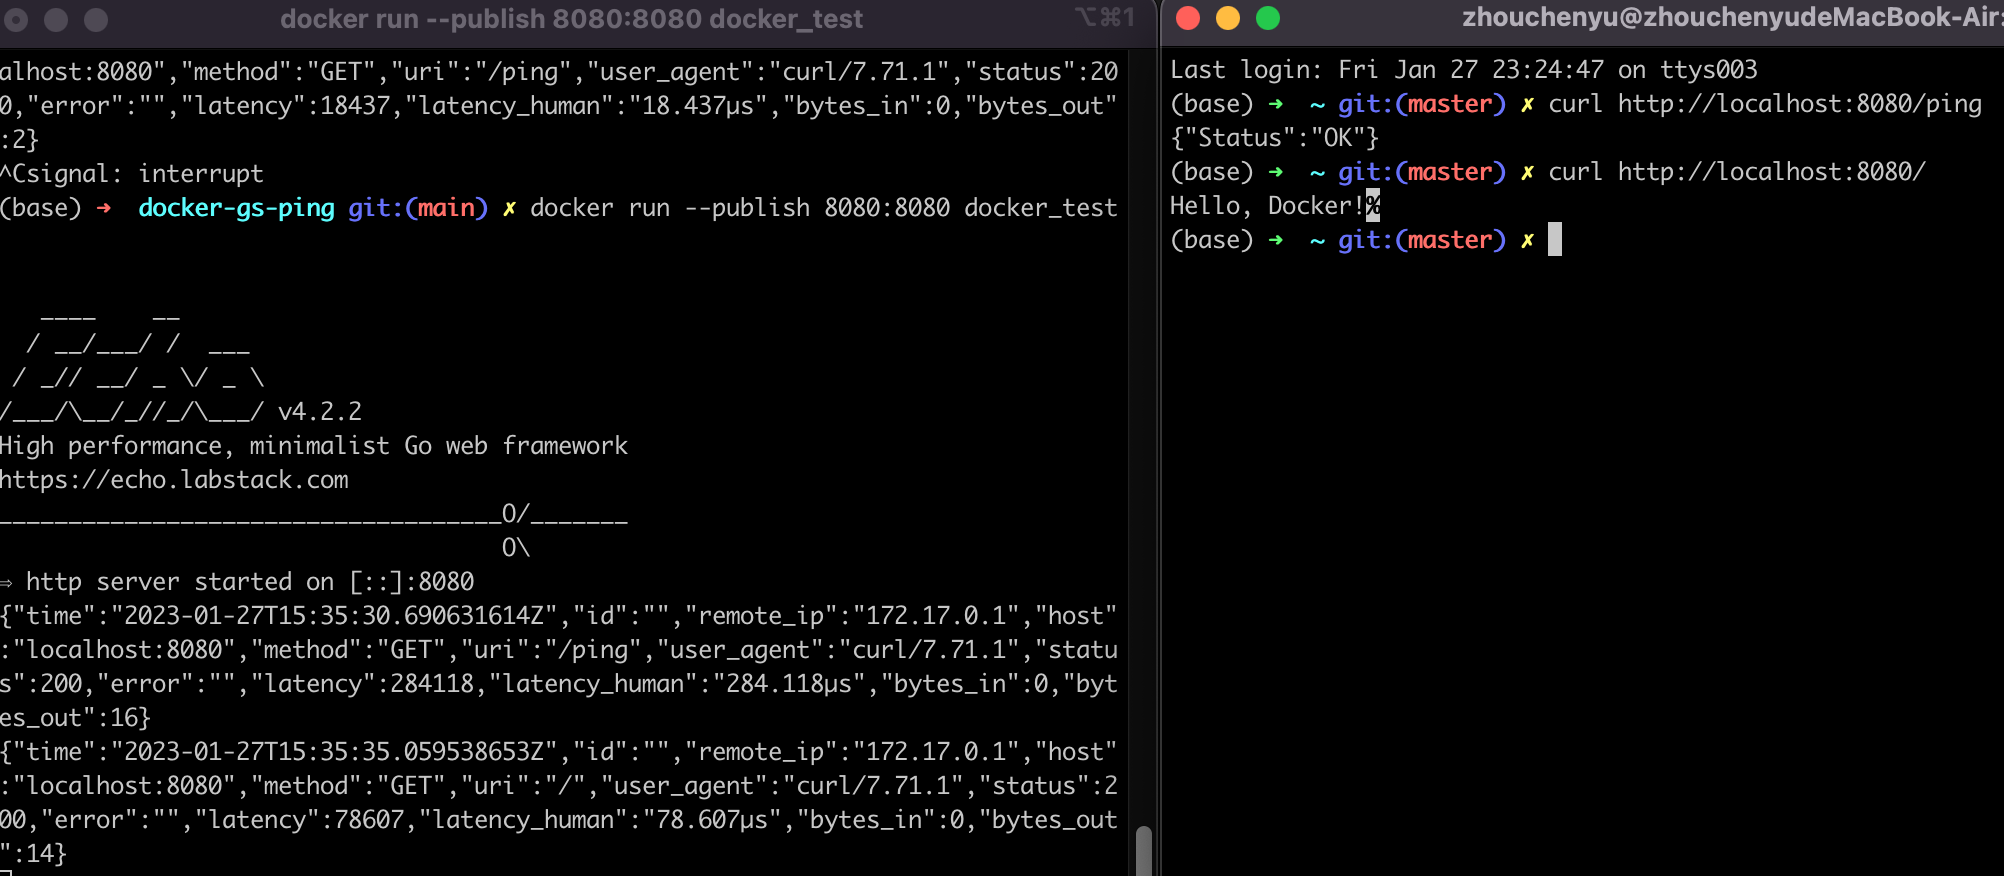 docker run --publish 8080:8080 docker_test ⌥⌘1
alhost:8080","method":"GET","uri":"/ping","user_agent":"curl/7.71.1","status":20
0,"error":"","latency":18437,"latency_human":"18.437µs","bytes_in":0,"bytes_out"
:2}
^Csignal: interrupt
(base) ➜  docker-gs-ping git:(main) ✗ docker run --publish 8080:8080 docker_test
   ____    __
  / __/___/ /  ___
 / _// __/ _ \/ _ \
/___/\__/_//_/\___/ v4.2.2
High performance, minimalist Go web framework
https://echo.labstack.com
____________________________________O/_______
                                    O\
⇨ http server started on [::]:8080
{"time":"2023-01-27T15:35:30.690631614Z","id":"","remote_ip":"172.17.0.1","host"
:"localhost:8080","method":"GET","uri":"/ping","user_agent":"curl/7.71.1","statu
s":200,"error":"","latency":284118,"latency_human":"284.118µs","bytes_in":0,"byt
es_out":16}
{"time":"2023-01-27T15:35:35.059538653Z","id":"","remote_ip":"172.17.0.1","host"
:"localhost:8080","method":"GET","uri":"/","user_agent":"curl/7.71.1","status":2
00,"error":"","latency":78607,"latency_human":"78.607µs","bytes_in":0,"bytes_out
":14}
zhouchenyu@zhouchenyudeMacBook-Air:
Last login: Fri Jan 27 23:24:47 on ttys003
(base) ➜  ~ git:(master) ✗ curl http://localhost:8080/ping
{"Status":"OK"}
(base) ➜  ~ git:(master) ✗ curl http://localhost:8080/
Hello, Docker!%
(base) ➜  ~ git:(master) ✗